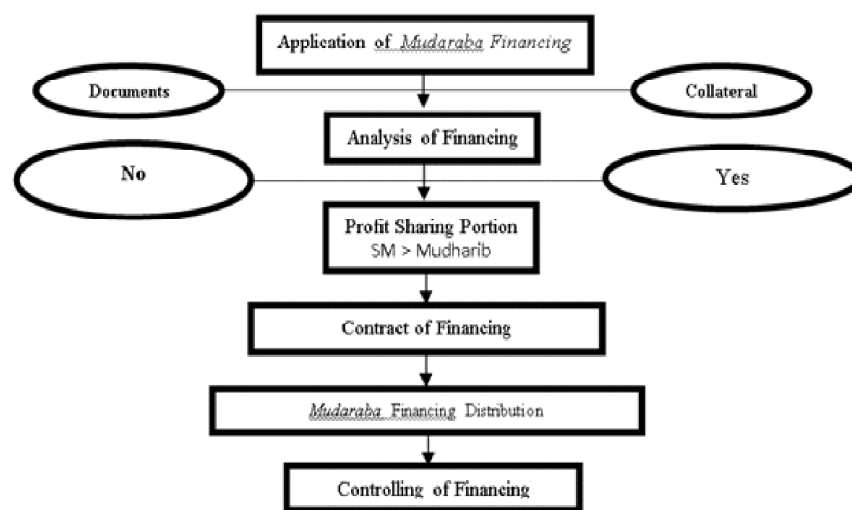 Application of Mudaraba Financing
Documents
Collateral
Analysis of Financing
No
Yes
Profit Sharing Portion
SM > Mudharib
Contract of Financing
Mudaraba Financing Distribution
Controlling of Financing